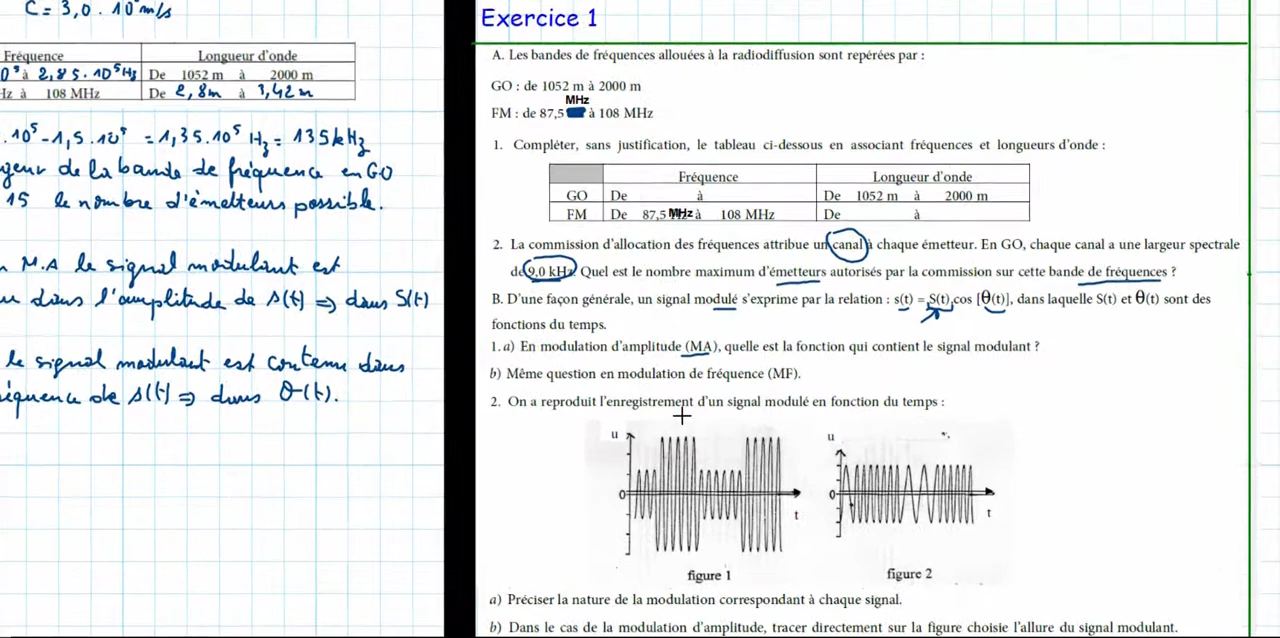 C = 3,0 . 10 m/s
Fréquence Longueur d'onde
à 2,85.10⁵Hz De 1052 m à 2000 m
Hz à 108 MHz De 2,8m à 3,42m
.10⁵ - 1,5.10⁵ = 1,35.10⁵ Hz = 135kHz
geur de la bande de fréquence en GO
15 le nombre d'émetteurs possible.
M.A le signal modulant est
dans l'amplitude de s(t) ⇒ dans S(t)
le signal modulant est contenu dans
équence de s(t) ⇒ dans θ(t).
Exercice 1
A. Les bandes de fréquences allouées à la radiodiffusion sont repérées par :
GO : de 1052 m à 2000 m
MHz
FM : de 87,5 à 108 MHz
1. Compléter, sans justification, le tableau ci-dessous en associant fréquences et longueurs d'onde :
Fréquence Longueur d'onde
GO De à De 1052 m à 2000 m
FM De 87,5 MHz à 108 MHz De à
2. La commission d'allocation des fréquences attribue un canal à chaque émetteur. En GO, chaque canal a une largeur spectrale
de 9,0 kHz. Quel est le nombre maximum d'émetteurs autorisés par la commission sur cette bande de fréquences ?
B. D'une façon générale, un signal modulé s'exprime par la relation : s(t) = S(t).cos [θ(t)], dans laquelle S(t) et θ(t) sont des
fonctions du temps.
1. a) En modulation d'amplitude (MA), quelle est la fonction qui contient le signal modulant ?
b) Même question en modulation de fréquence (MF).
2. On a reproduit l'enregistrement d'un signal modulé en fonction du temps :
u u
0 0
t t
figure 1 figure 2
a) Préciser la nature de la modulation correspondant à chaque signal.
b) Dans le cas de la modulation d'amplitude, tracer directement sur la figure choisie l'allure du signal modulant.